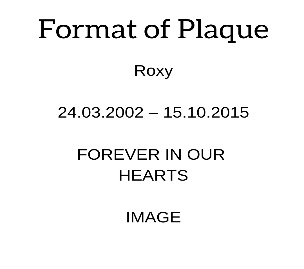 Format of Plaque
Roxy
24.03.2002 – 15.10.2015
FOREVER IN OUR
HEARTS
IMAGE